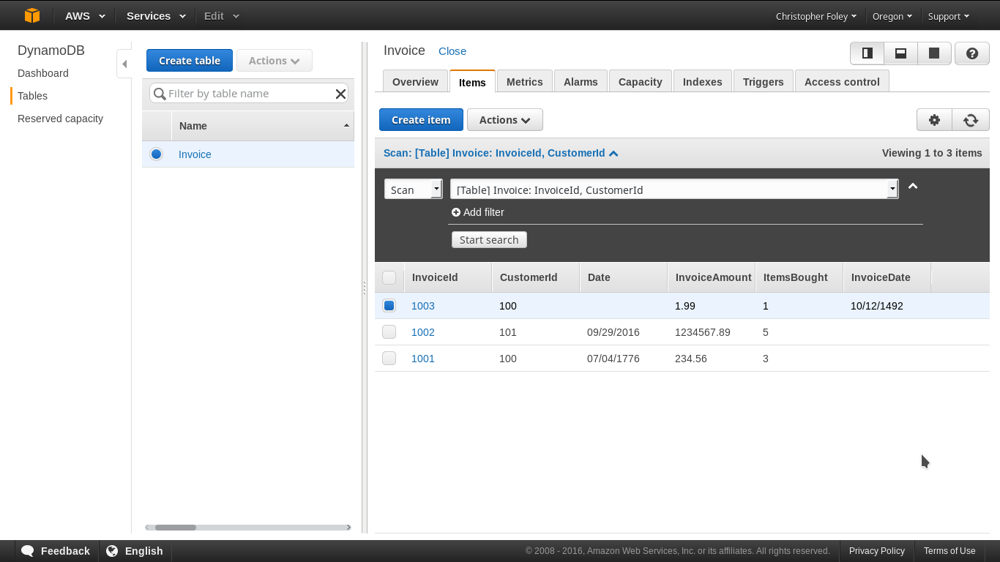 AWS Services Edit Christopher Foley Oregon Support
DynamoDB
Dashboard
Tables
Reserved capacity
Create table Actions
Filter by table name
Name
Invoice
Invoice Close
Overview Items Metrics Alarms Capacity Indexes Triggers Access control
Create item Actions
Scan: [Table] Invoice: InvoiceId, CustomerId Viewing 1 to 3 items
Scan [Table] Invoice: InvoiceId, CustomerId
Add filter
Start search
InvoiceId CustomerId Date InvoiceAmount ItemsBought InvoiceDate
1003 100 1.99 1 10/12/1492
1002 101 09/29/2016 1234567.89 5
1001 100 07/04/1776 234.56 3
Feedback English © 2008 - 2016, Amazon Web Services, Inc. or its affiliates. All rights reserved. Privacy Policy Terms of Use